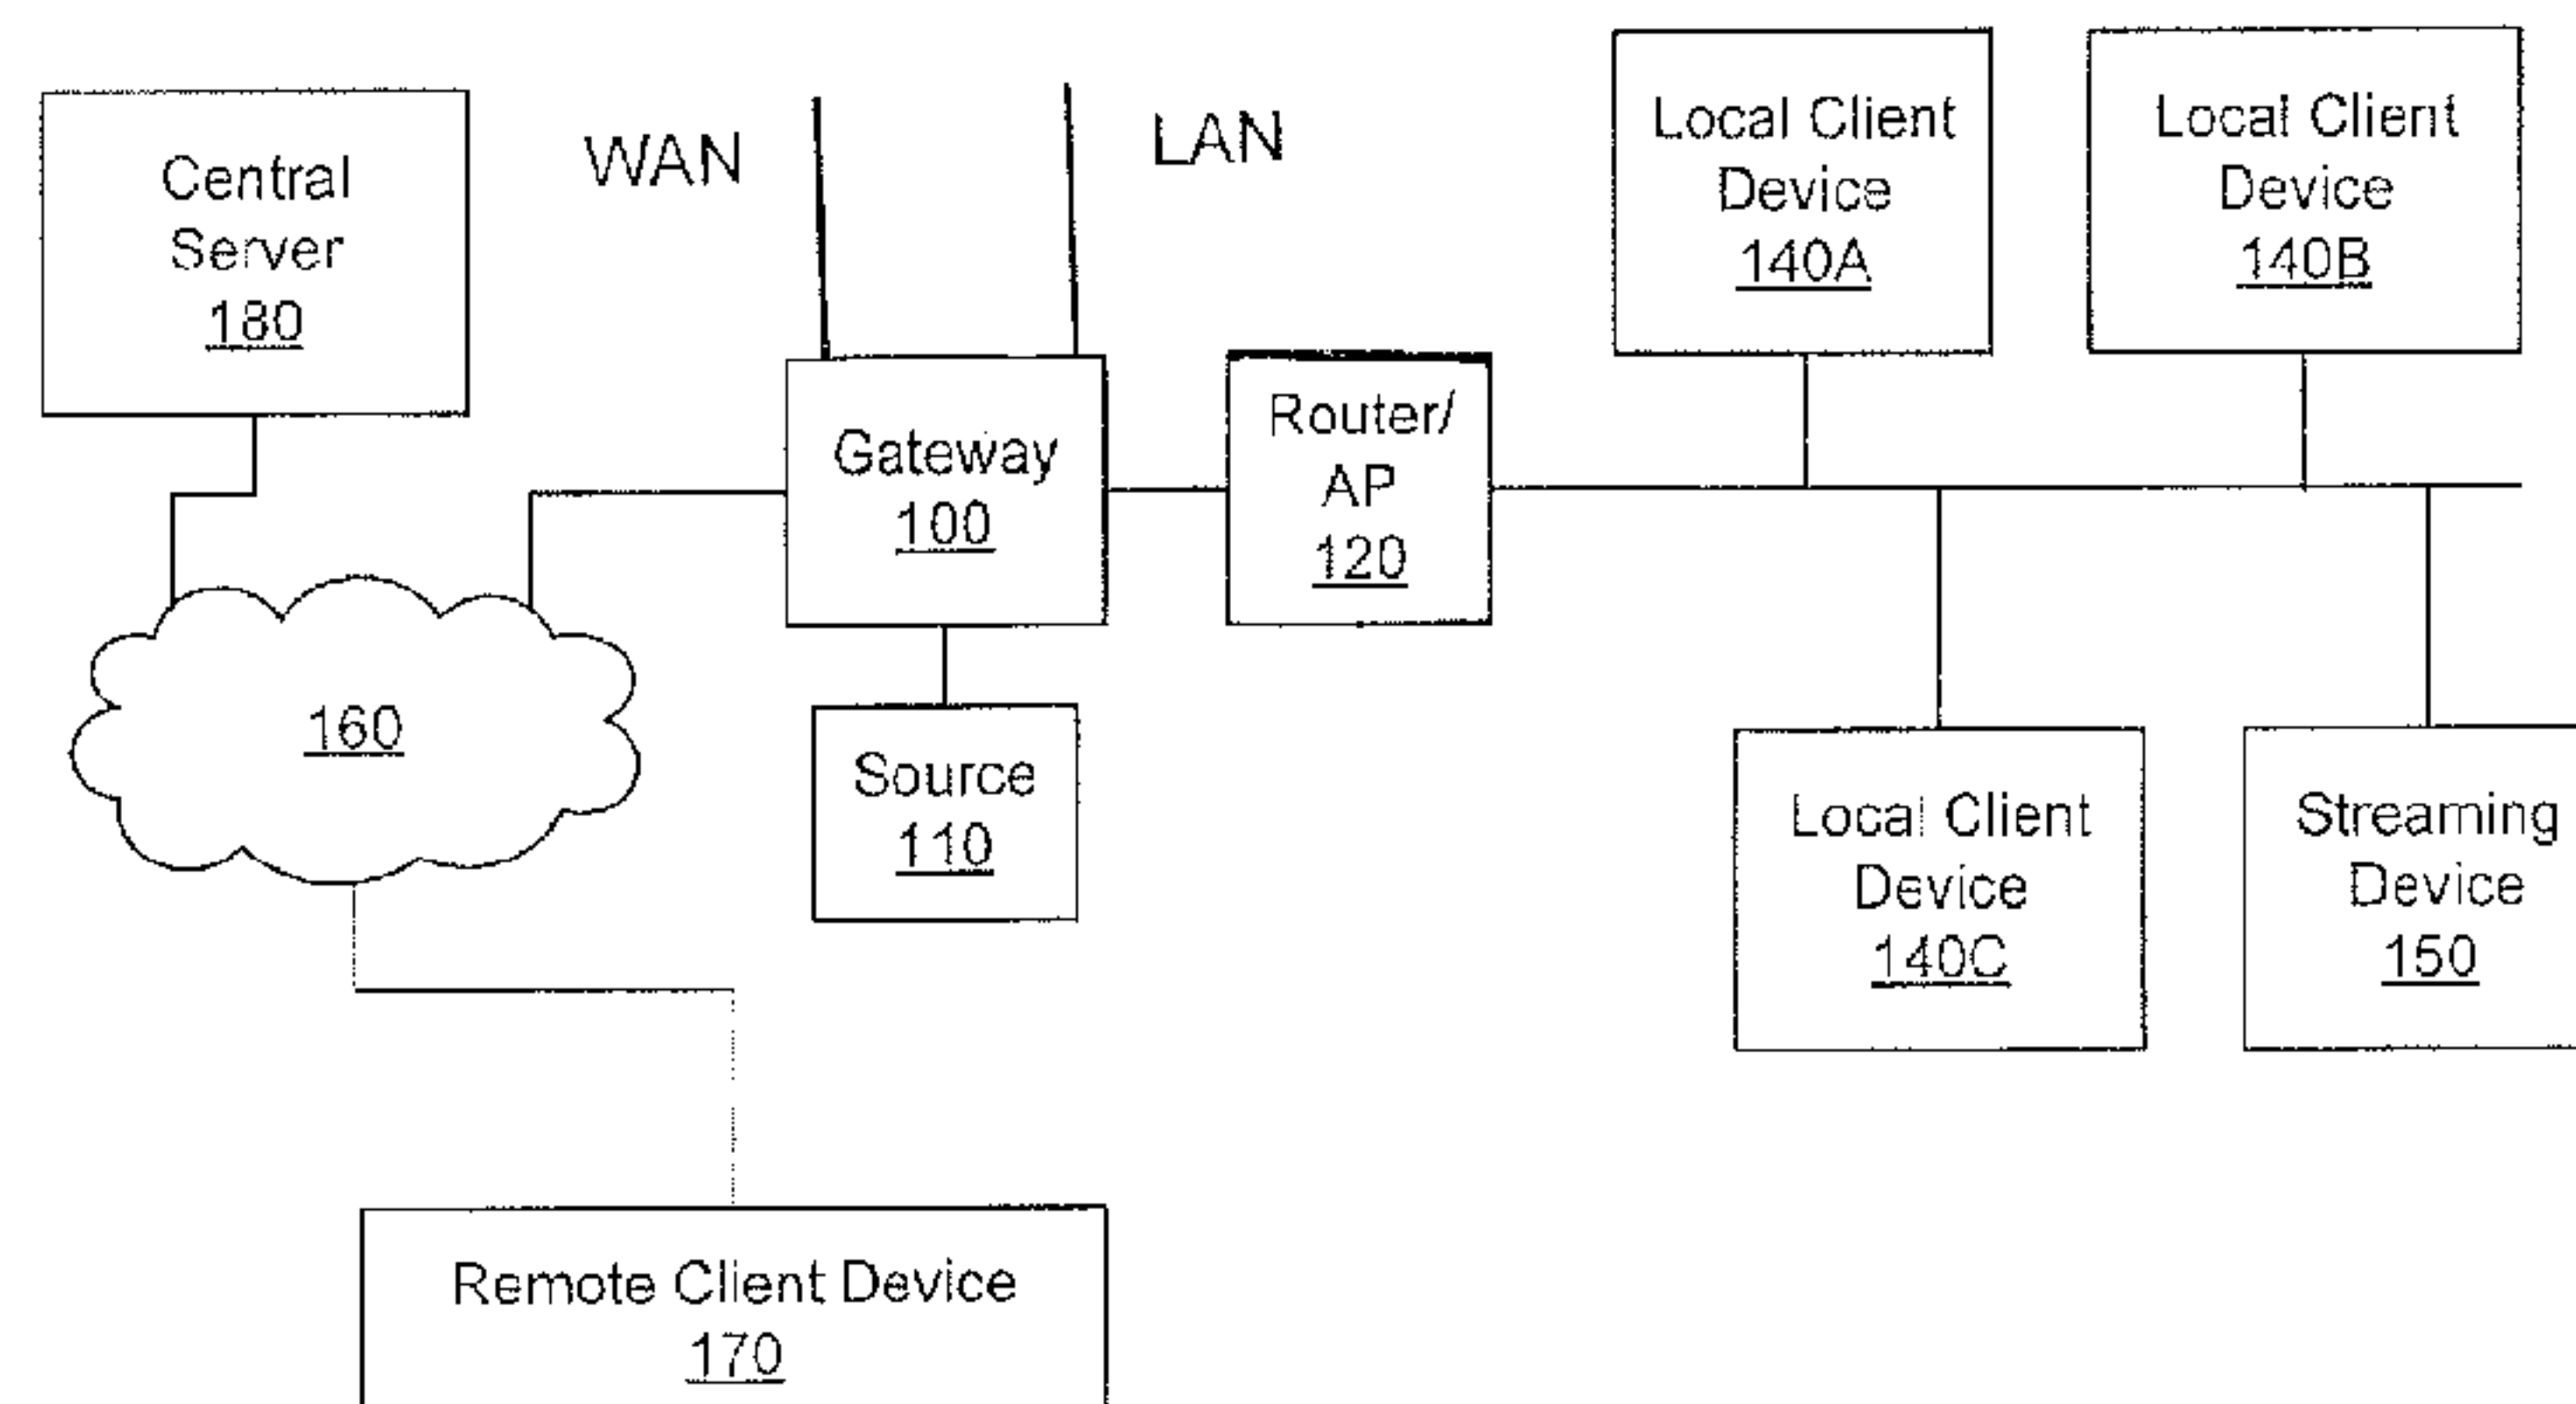 Central
Server
180
WAN
LAN
Local Client
Device
140A
Local Client
Device
140B
Gateway
100
Router/
AP
120
160
Source
110
Local Client
Device
140C
Streaming
Device
150
Remote Client Device
170